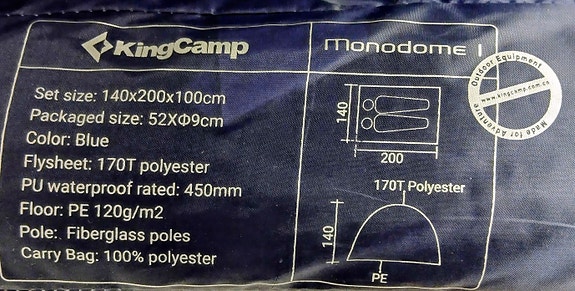 KingCamp
Monodome I
Set size: 140x200x100cm
Packaged size: 52XΦ9cm
Color: Blue
Flysheet: 170T polyester
PU waterproof rated: 450mm
Floor: PE 120g/m2
Pole: Fiberglass poles
Carry Bag: 100% polyester
140
200
170T Polyester
140
PE
Outdoor Equipment
www.kingcamp.com.cn
Made for Adventure